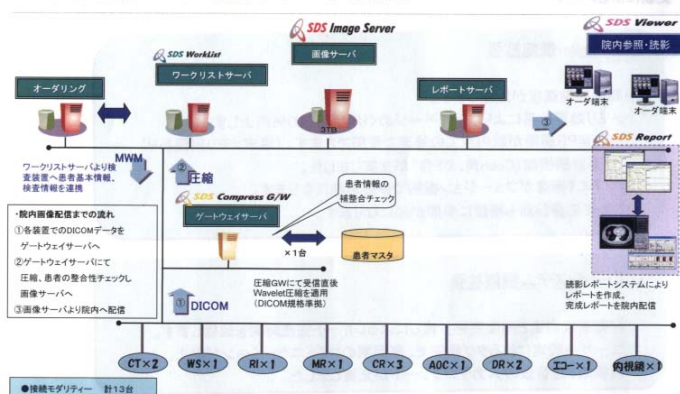 SDS Image Server
画像サーバ
SDS Viewer
院内参照・読影
オーダ端末
オーダ端末
SDS WorkList
ワークリストサーバ
オーダリング
レポートサーバ
3TB
③
SDS Report
MWM
②圧縮
ワークリストサーバより検
査装置へ患者基本情報、
検査情報を連携
SDS Compress G/W
ゲートウェイサーバ
患者情報の
補整合チェック
×1台
患者マスタ
・院内画像配信までの流れ
①各装置でのDICOMデータを
ゲートウェイサーバへ
②ゲートウェイサーバにて
圧縮、患者の整合性チェックし
画像サーバへ
③画像サーバより院内へ配信
①DICOM
圧縮GWにて受信直後
Wavelet圧縮を適用
(DICOM規格準拠)
読影レポートシステムにより
レポートを作成。
完成レポートを院内配信
CT×2
WS×1
RI×1
MR×1
CR×3
AOC×1
DR×2
エコー×1
内視鏡×1
●接続モダリティー 計13台